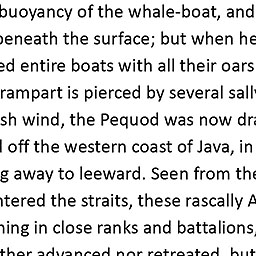 buoyancy of the whale-boat, and
beneath the surface; but when he
ed entire boats with all their oars
rampart is pierced by several sall
sh wind, the Pequod was now dra
off the western coast of Java, in
g away to leeward. Seen from the
ntered the straits, these rascally A
ing in close ranks and battalions,
ther advanced nor retreated, but